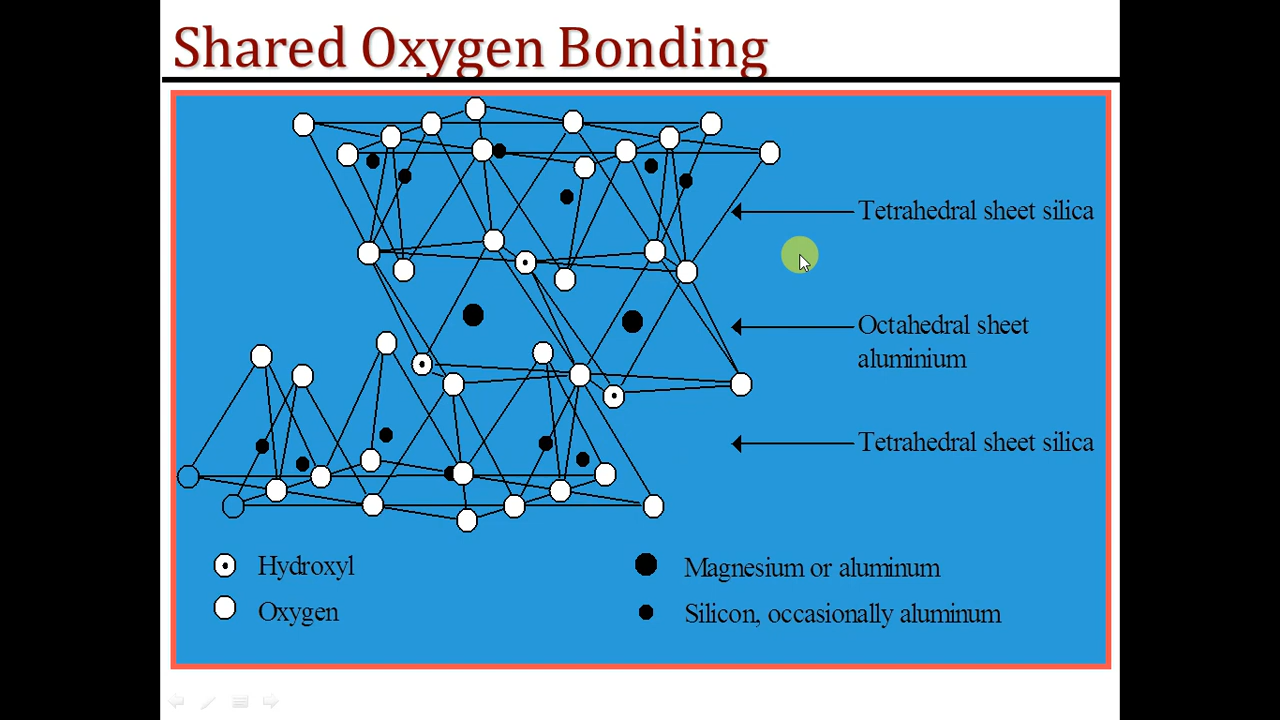 Shared Oxygen Bonding
Tetrahedral sheet silica
Octahedral sheet
aluminium
Tetrahedral sheet silica
Hydroxyl
Magnesium or aluminum
Oxygen
Silicon, occasionally aluminum